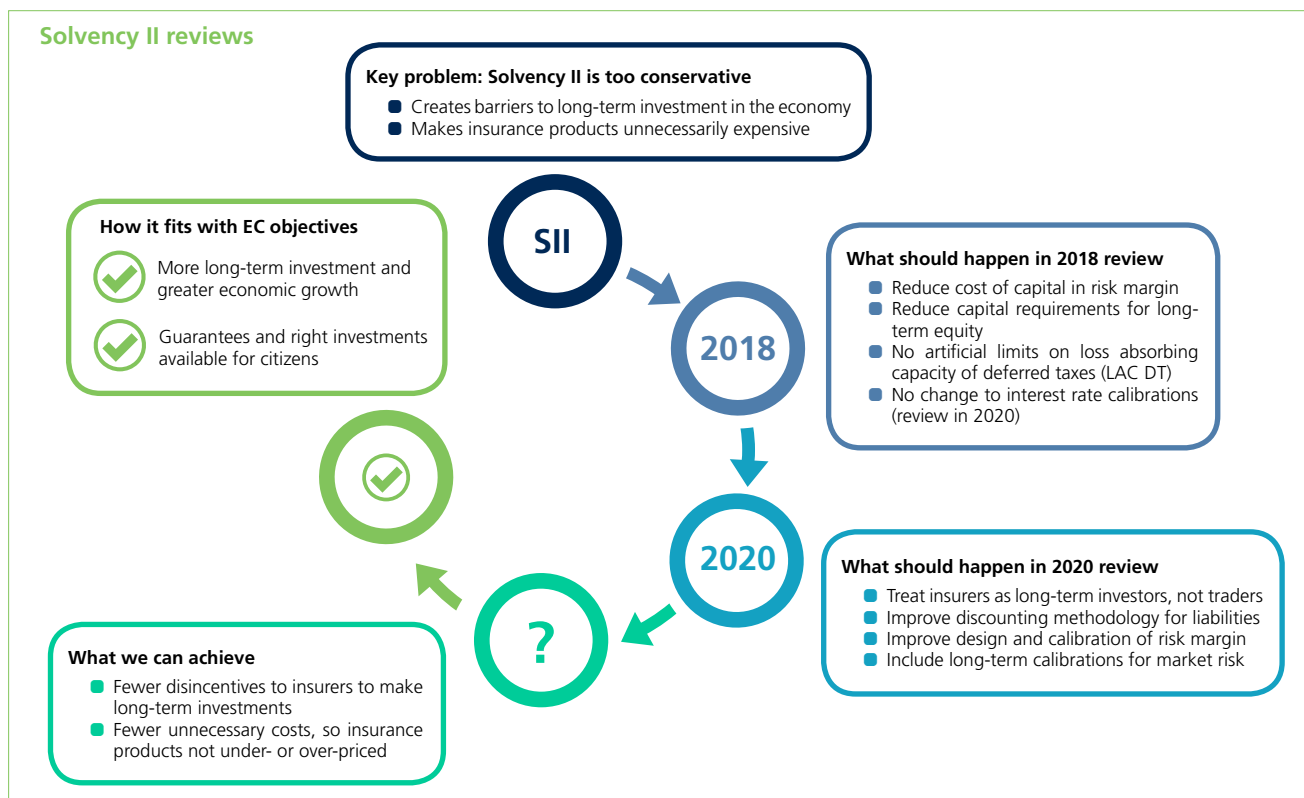 Solvency II reviews
Key problem: Solvency II is too conservative
Creates barriers to long-term investment in the economy
Makes insurance products unnecessarily expensive
SII
What should happen in 2018 review
Reduce cost of capital in risk margin
Reduce capital requirements for long-
term equity
No artificial limits on loss absorbing
capacity of deferred taxes (LAC DT)
No change to interest rate calibrations
(review in 2020)
2018
What should happen in 2020 review
Treat insurers as long-term investors, not traders
Improve discounting methodology for liabilities
Improve design and calibration of risk margin
Include long-term calibrations for market risk
2020
?
What we can achieve
Fewer disincentives to insurers to make
long-term investments
Fewer unnecessary costs, so insurance
products not under- or over-priced
How it fits with EC objectives
More long-term investment and
greater economic growth
Guarantees and right investments
available for citizens